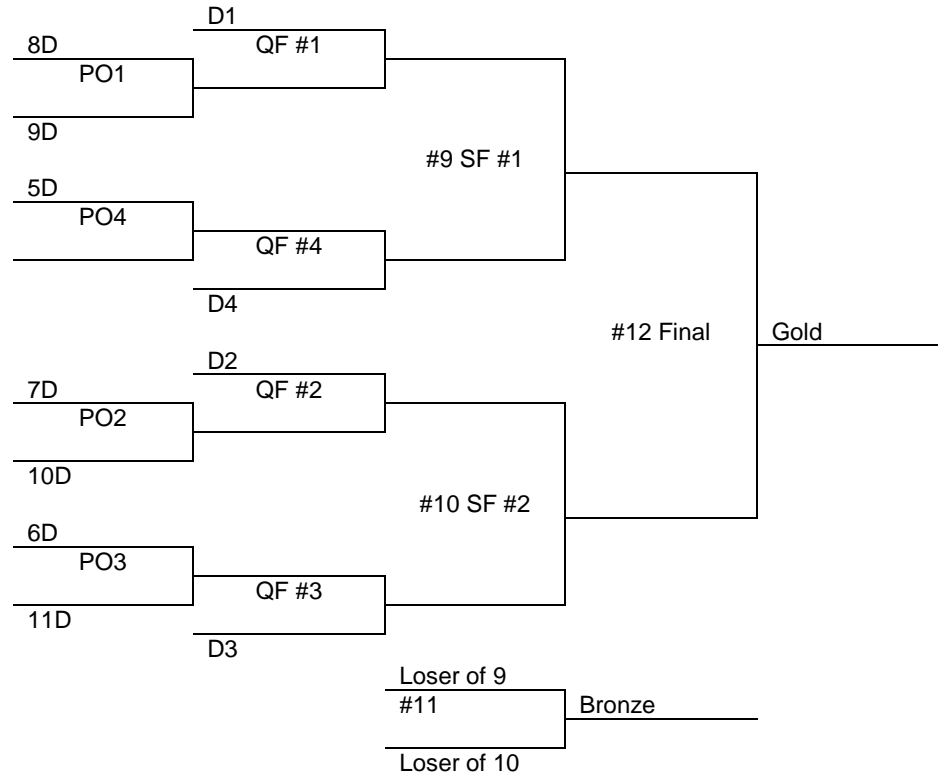 D1
8D
QF #1
PO1
9D
#9 SF #1
5D
PO4
QF #4
D4
#12 Final
Gold
D2
7D
QF #2
PO2
10D
#10 SF #2
6D
PO3
QF #3
11D
D3
Loser of 9
#11
Bronze
Loser of 10